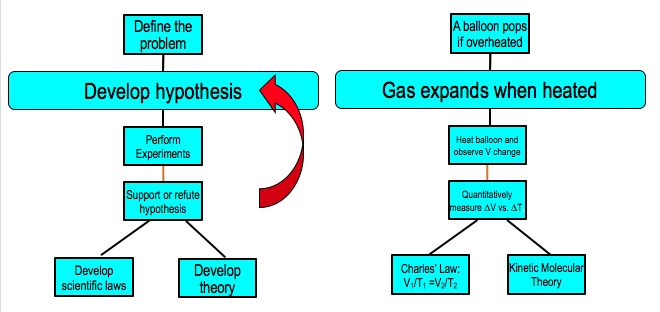 Define the
problem
Develop hypothesis
Perform
Experiments
Support or refute
hypothesis
Develop
scientific laws
Develop
theory
A balloon pops
if overheated
Gas expands when heated
Heat balloon and
observe V change
Quantitatively
measure ΔV vs. ΔT
Charles' Law:
V₁/T₁ =V₂/T₂
Kinetic Molecular
Theory